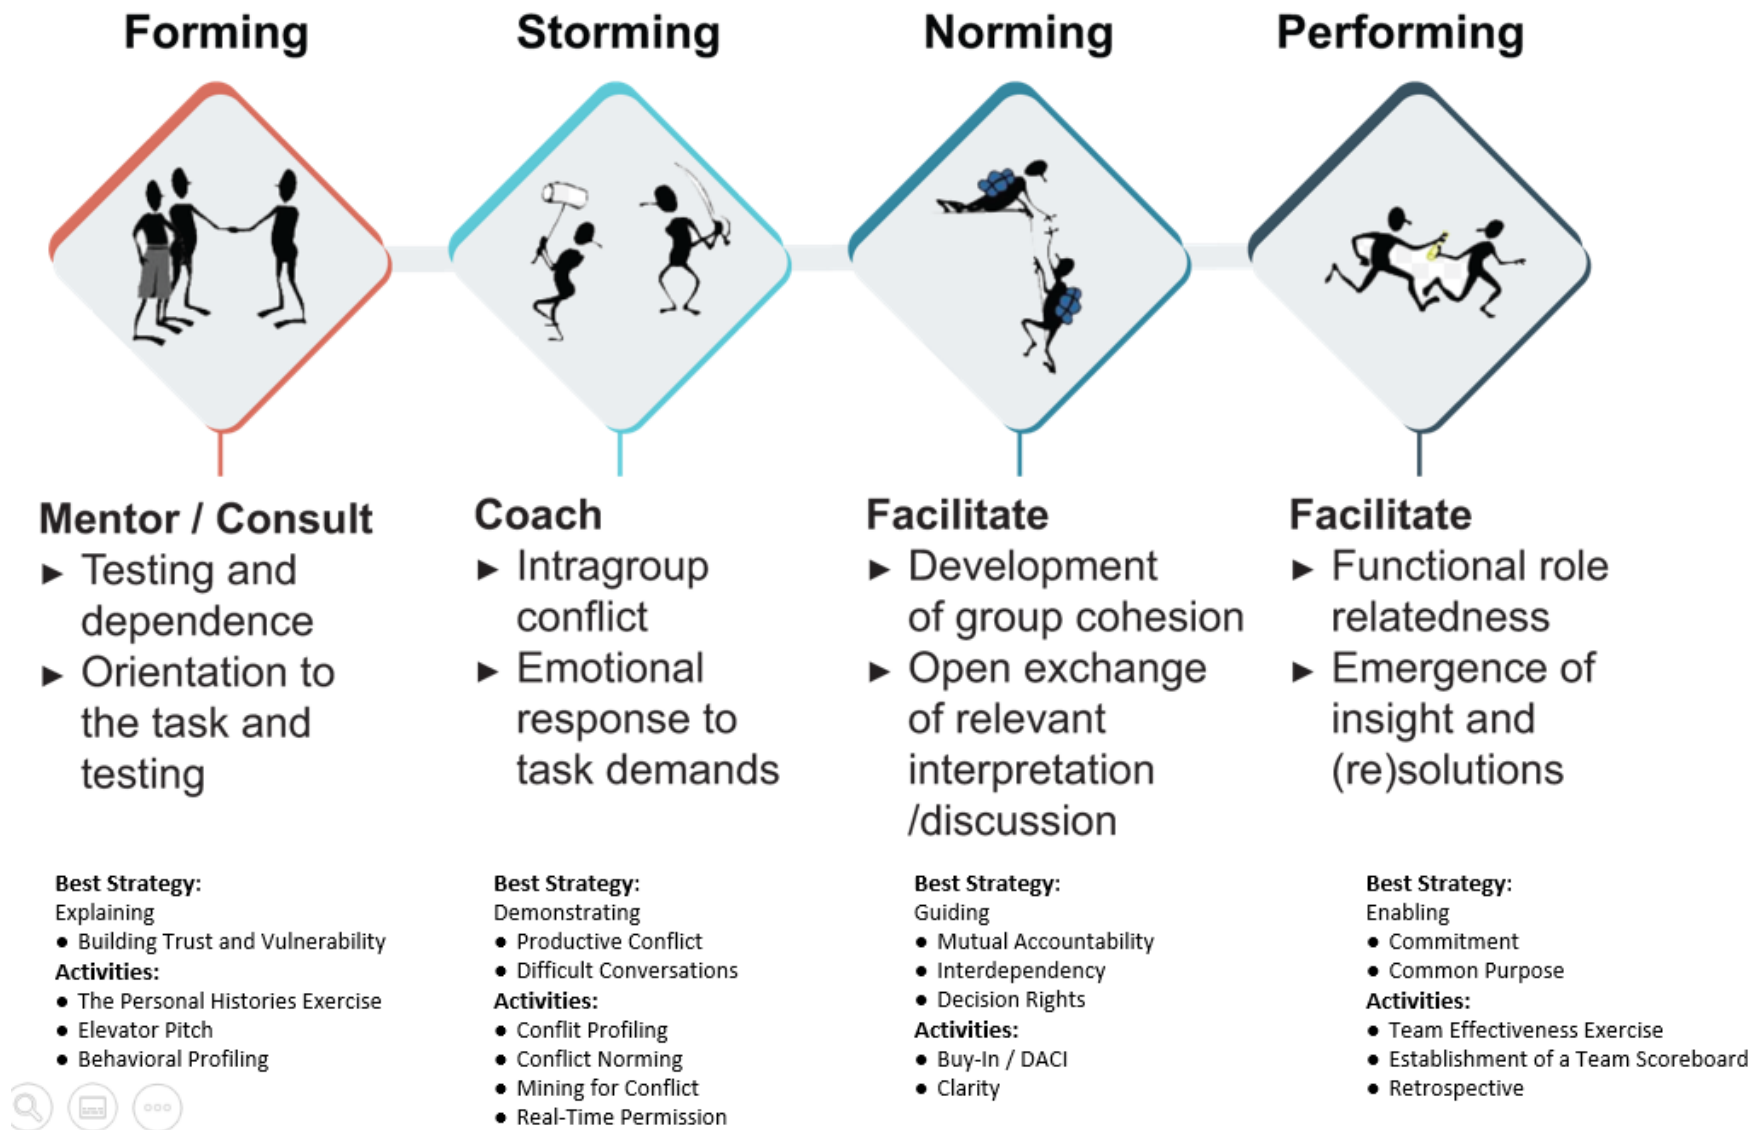 Forming
Storming
Norming
Performing
Mentor / Consult
► Testing and
dependence
► Orientation to
the task and
testing
Coach
► Intragroup
conflict
► Emotional
response to
task demands
Facilitate
► Development
of group cohesion
► Open exchange
of relevant
interpretation
/discussion
Facilitate
► Functional role
relatedness
► Emergence of
insight and
(re)solutions
Best Strategy:
Explaining
● Building Trust and Vulnerability
Activities:
● The Personal Histories Exercise
● Elevator Pitch
● Behavioral Profiling
Best Strategy:
Demonstrating
● Productive Conflict
● Difficult Conversations
Activities:
● Conflit Profiling
● Conflict Norming
● Mining for Conflict
● Real-Time Permission
Best Strategy:
Guiding
● Mutual Accountability
● Interdependency
● Decision Rights
Activities:
● Buy-In / DACI
● Clarity
Best Strategy:
Enabling
● Commitment
● Common Purpose
Activities:
● Team Effectiveness Exercise
● Establishment of a Team Scoreboard
● Retrospective